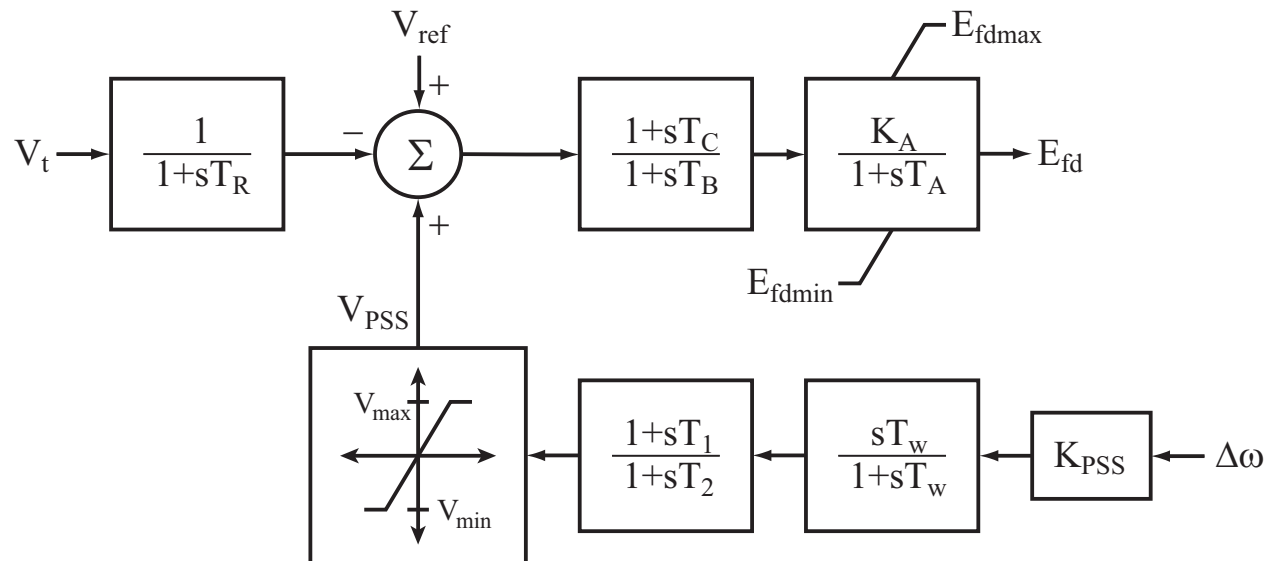 V_ref
E_fdmax
+
V_t
1
1+sT_R
−
Σ
1+sT_C
1+sT_B
K_A
1+sT_A
E_fd
+
E_fdmin
V_PSS
V_max
V_min
1+sT_1
1+sT_2
sT_w
1+sT_w
K_PSS
Δω